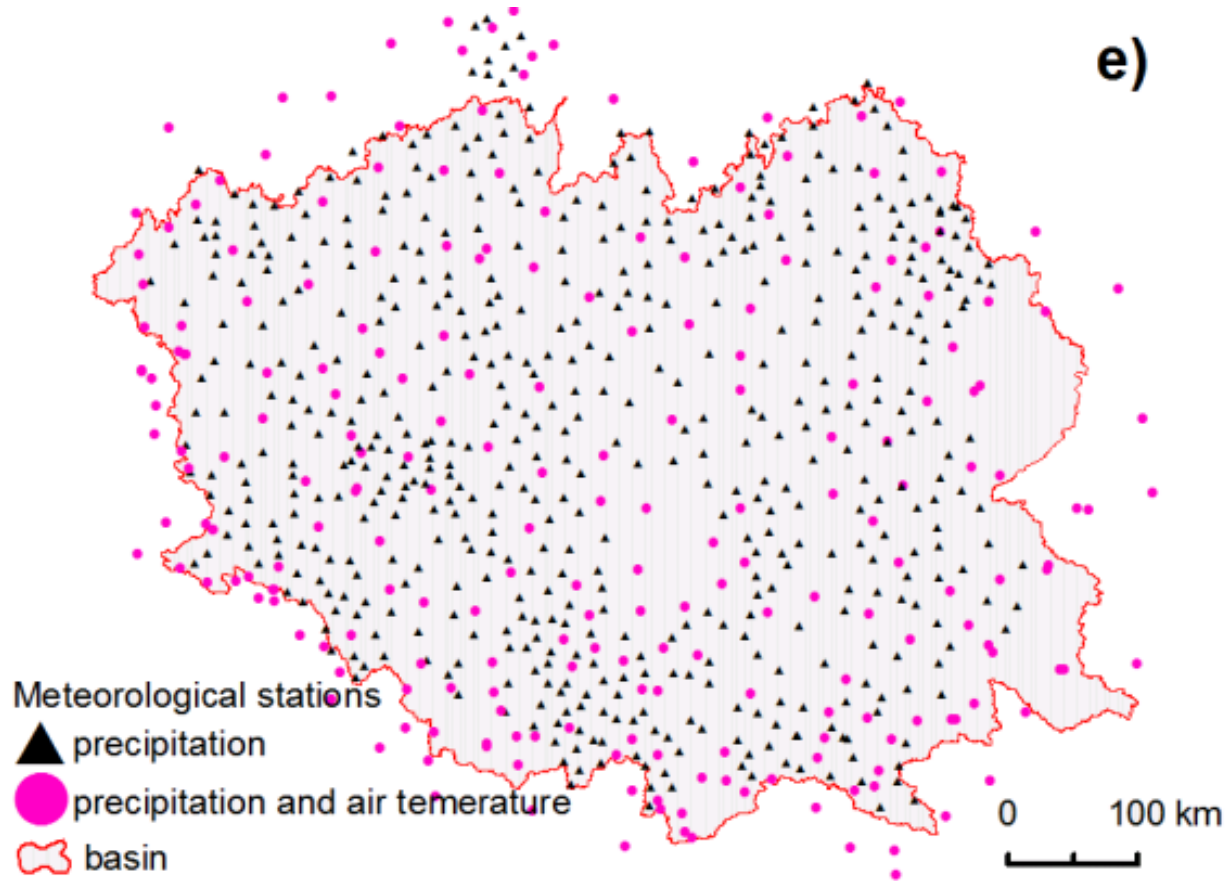 e)
Meteorological stations
precipitation
precipitation and air temerature
basin
0 100 km